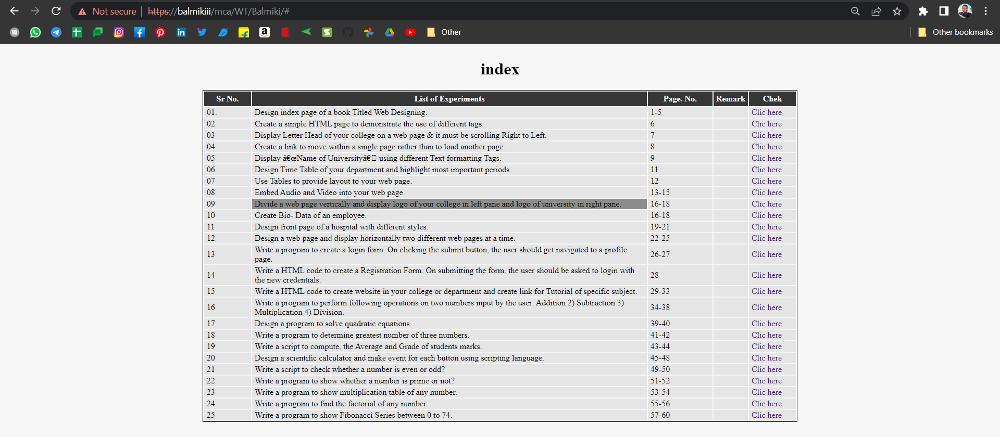 Not secure | https://balmikiii/mca/WT/Balmiki/#
Other
Other bookmarks
index
Sr No. List of Experiments Page. No. Remark Chek
01. Design index page of a book Titled Web Designing. 1-5 Clic here
02 Create a simple HTML page to demonstrate the use of different tags. 6 Clic here
03 Display Letter Head of your college on a web page & it must be scrolling Right to Left. 7 Clic here
04 Create a link to move within a single page rather than to load another page. 8 Clic here
05 Display â€œName of Universityâ€□ using different Text formatting Tags. 9 Clic here
06 Design Time Table of your department and highlight most important periods. 11 Clic here
07 Use Tables to provide layout to your web page. 12 Clic here
08 Embed Audio and Video into your web page. 13-15 Clic here
09 Divide a web page vertically and display logo of your college in left pane and logo of university in right pane. 16-18 Clic here
10 Create Bio- Data of an employee. 16-18 Clic here
11 Design front page of a hospital with different styles. 19-21 Clic here
12 Design a web page and display horizontally two different web pages at a time. 22-25 Clic here
13 Write a program to create a login form. On clicking the submit button, the user should get navigated to a profile
page. 26-27 Clic here
14 Write a HTML code to create a Registration Form. On submitting the form, the user should be asked to login with
the new credentials. 28 Clic here
15 Write a HTML code to create website in your college or department and create link for Tutorial of specific subject. 29-33 Clic here
16 Write a program to perform following operations on two numbers input by the user: Addition 2) Subtraction 3)
Multiplication 4) Division. 34-38 Clic here
17 Design a program to solve quadratic equations 39-40 Clic here
18 Write a program to determine greatest number of three numbers. 41-42 Clic here
19 Write a script to compute, the Average and Grade of students marks. 43-44 Clic here
20 Design a scientific calculator and make event for each button using scripting language. 45-48 Clic here
21 Write a script to check whether a number is even or odd? 49-50 Clic here
22 Write a program to show whether a number is prime or not? 51-52 Clic here
23 Write a program to show multiplication table of any number. 53-54 Clic here
24 Write a program to find the factorial of any number. 55-56 Clic here
25 Write a program to show Fibonacci Series between 0 to 74. 57-60 Clic here